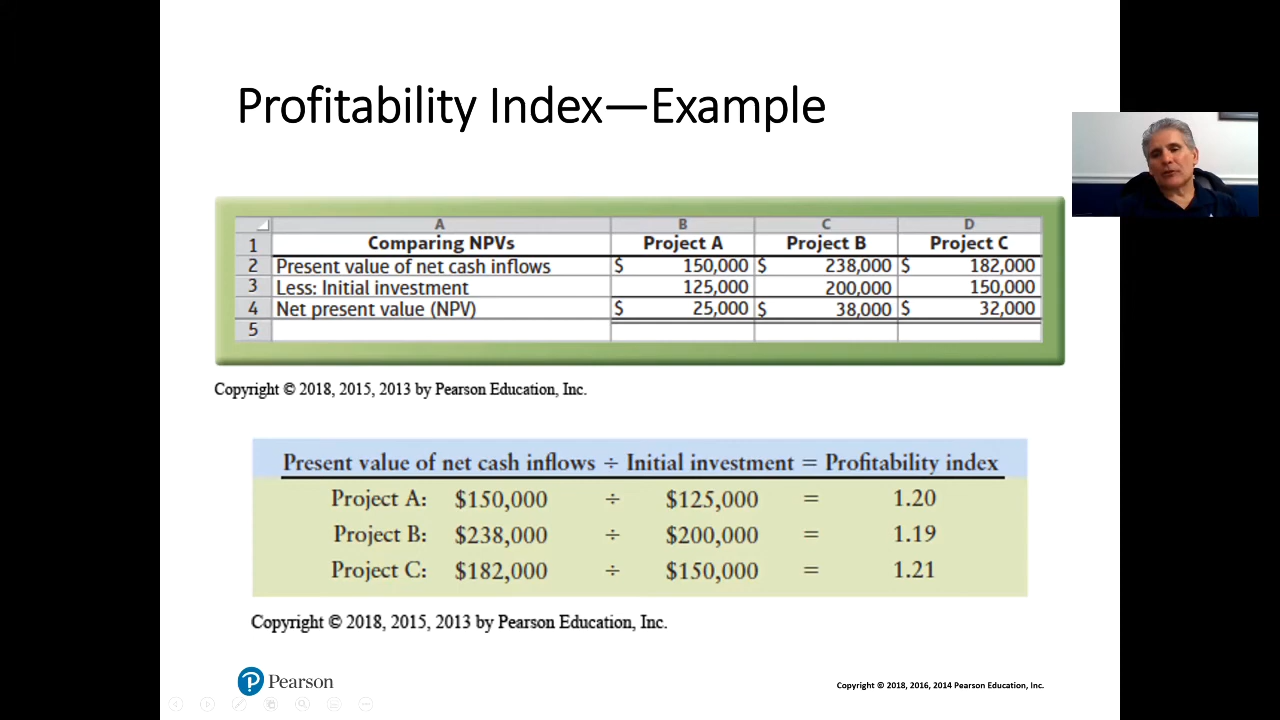 Profitability Index—Example
A B C D
1 Comparing NPVs Project A Project B Project C
2 Present value of net cash inflows $ 150,000 $ 238,000 $ 182,000
3 Less: Initial investment 125,000 200,000 150,000
4 Net present value (NPV) $ 25,000 $ 38,000 $ 32,000
5
Copyright © 2018, 2015, 2013 by Pearson Education, Inc.
Present value of net cash inflows ÷ Initial investment = Profitability index
Project A: $150,000 ÷ $125,000 = 1.20
Project B: $238,000 ÷ $200,000 = 1.19
Project C: $182,000 ÷ $150,000 = 1.21
Copyright © 2018, 2015, 2013 by Pearson Education, Inc.
P Pearson
Copyright © 2018, 2016, 2014 Pearson Education, Inc.